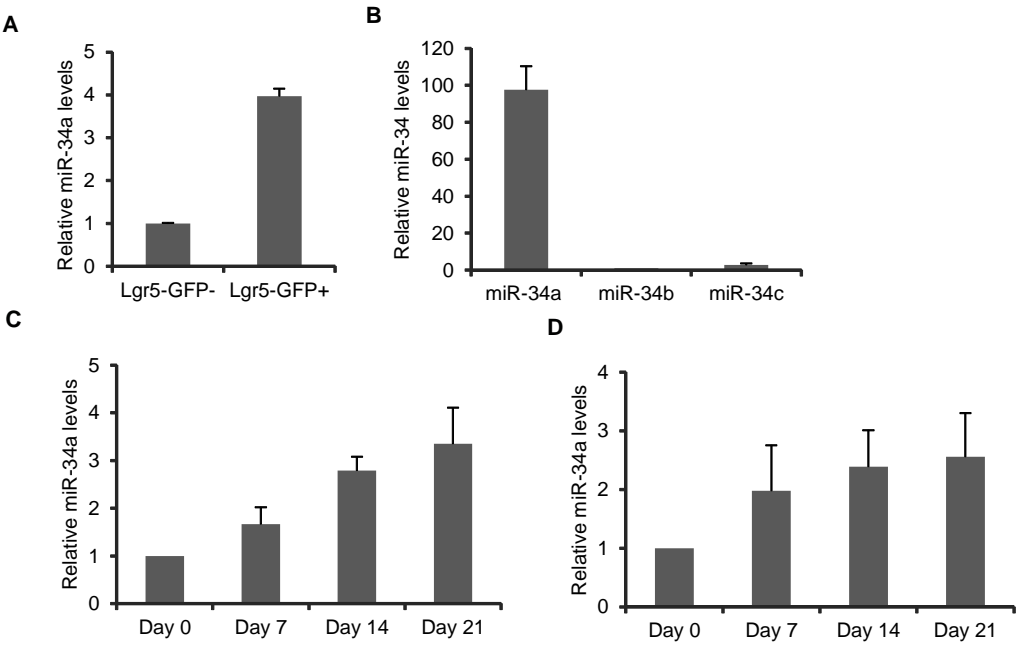 A
Relative miR-34a levels
5
4
3
2
1
0
Lgr5-GFP- Lgr5-GFP+
B
Relative miR-34 levels
120
100
80
60
40
20
0
miR-34a miR-34b miR-34c
C
Relative miR-34a levels
5
4
3
2
1
0
Day 0 Day 7 Day 14 Day 21
D
Relative miR-34a levels
4
3
2
1
0
Day 0 Day 7 Day 14 Day 21